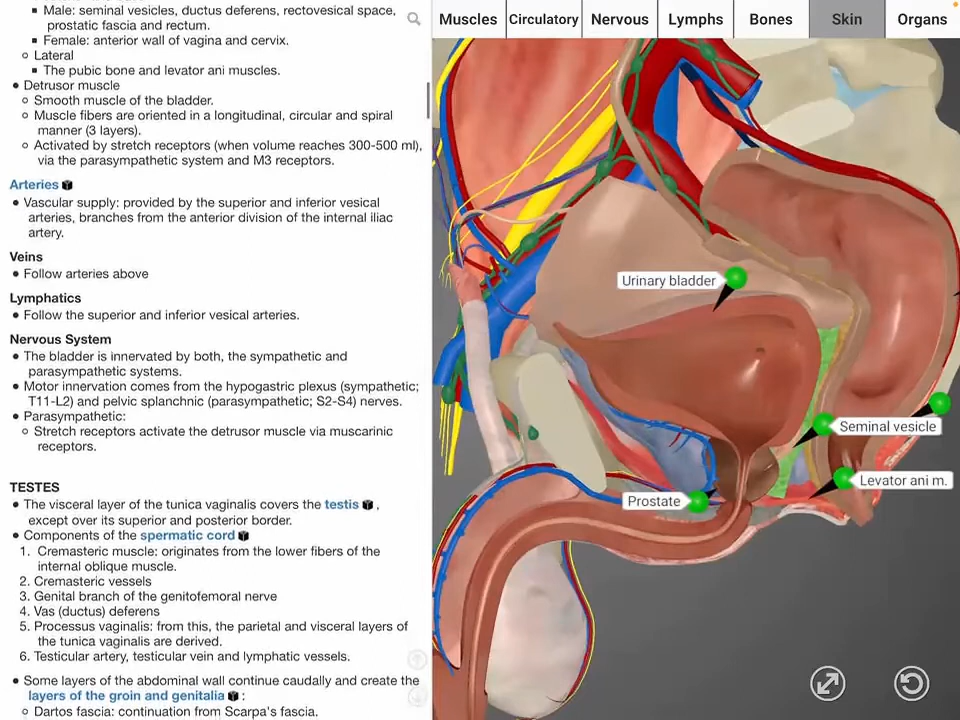 ▪ Male: seminal vesicles, ductus deferens, rectovesical space,
prostatic fascia and rectum.
▪ Female: anterior wall of vagina and cervix.
○ Lateral
▪ The pubic bone and levator ani muscles.
• Detrusor muscle
○ Smooth muscle of the bladder.
○ Muscle fibers are oriented in a longitudinal, circular and spiral
manner (3 layers).
○ Activated by stretch receptors (when volume reaches 300-500 ml),
via the parasympathetic system and M3 receptors.
Arteries
• Vascular supply: provided by the superior and inferior vesical
arteries, branches from the anterior division of the internal iliac
artery.
Veins
• Follow arteries above
Lymphatics
• Follow the superior and inferior vesical arteries.
Nervous System
• The bladder is innervated by both, the sympathetic and
parasympathetic systems.
• Motor innervation comes from the hypogastric plexus (sympathetic;
T11-L2) and pelvic splanchnic (parasympathetic; S2-S4) nerves.
• Parasympathetic:
○ Stretch receptors activate the detrusor muscle via muscarinic
receptors.
TESTES
• The visceral layer of the tunica vaginalis covers the testis ,
except over its superior and posterior border.
• Components of the spermatic cord
1. Cremasteric muscle: originates from the lower fibers of the
internal oblique muscle.
2. Cremasteric vessels
3. Genital branch of the genitofemoral nerve
4. Vas (ductus) deferens
5. Processus vaginalis: from this, the parietal and visceral layers of
the tunica vaginalis are derived.
6. Testicular artery, testicular vein and lymphatic vessels.
• Some layers of the abdominal wall continue caudally and create the
layers of the groin and genitalia :
○ Dartos fascia: continuation from Scarpa's fascia.
Muscles Circulatory Nervous Lymphs Bones Skin Organs
Urinary bladder
Seminal vesicle
Levator ani m.
Prostate